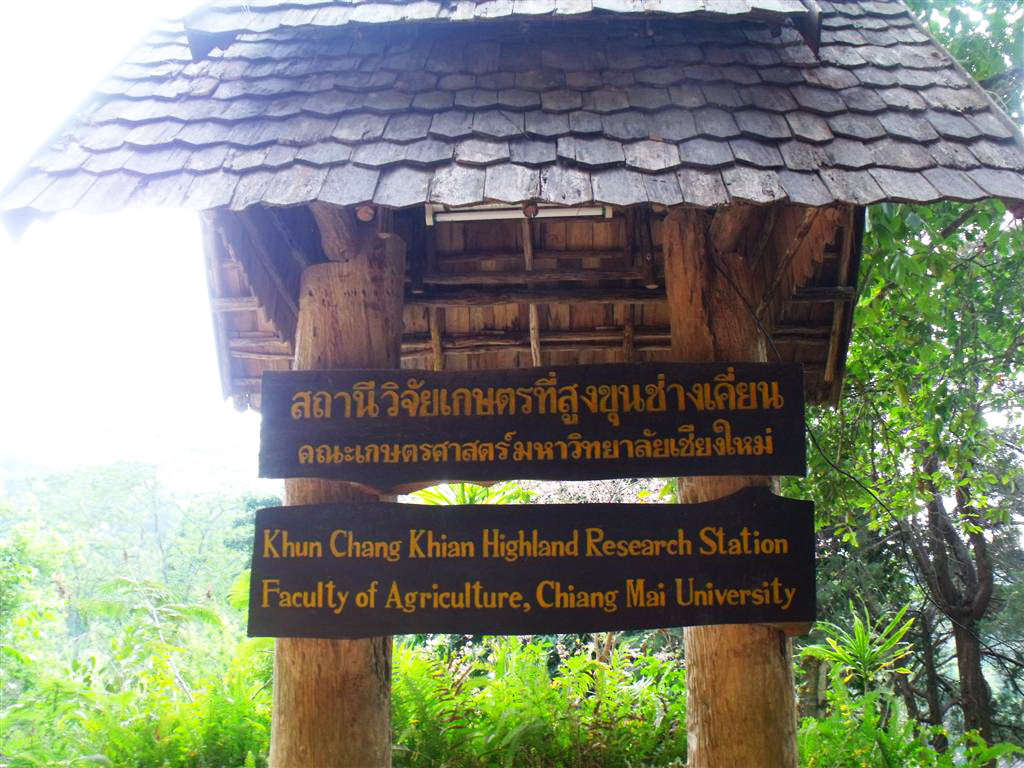 สถานีวิจัยเกษตรที่สูงขุนช่างเคี่ยน
คณะเกษตรศาสตร์มหาวิทยาลัยเชียงใหม่
Khun Chang Khian Highland Research Station
Faculty of Agriculture, Chiang Mai University